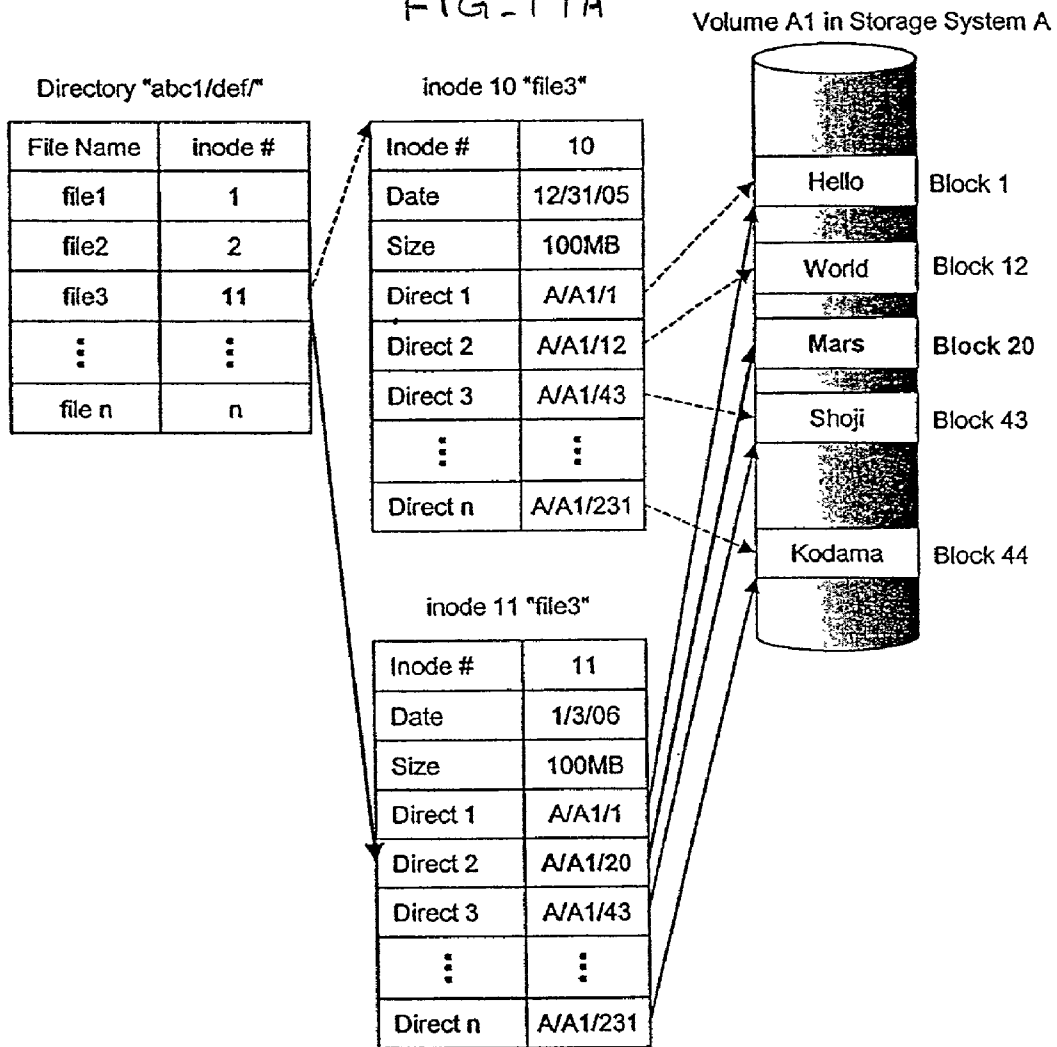 FIG-11A
Volume A1 in Storage System A
Directory "abc1/def/"
File Name inode #
file1 1
file2 2
file3 11
⋮ ⋮
file n n
inode 10 "file3"
Inode # 10
Date 12/31/05
Size 100MB
Direct 1 A/A1/1
Direct 2 A/A1/12
Direct 3 A/A1/43
⋮ ⋮
Direct n A/A1/231
Hello Block 1
World Block 12
Mars Block 20
Shoji Block 43
Kodama Block 44
inode 11 "file3"
Inode # 11
Date 1/3/06
Size 100MB
Direct 1 A/A1/1
Direct 2 A/A1/20
Direct 3 A/A1/43
⋮ ⋮
Direct n A/A1/231